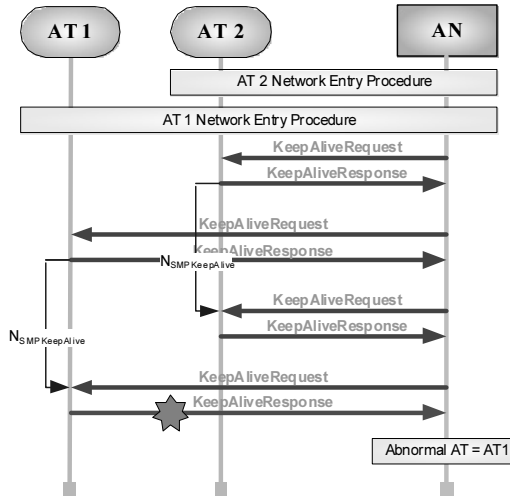 AT 1 AT 2 AN
AT 2 Network Entry Procedure
AT 1 Network Entry Procedure
KeepAliveRequest
KeepAliveResponse
KeepAliveRequest
KeepAliveResponse
NSMPKeepAlive
KeepAliveRequest
KeepAliveResponse
NSMPKeepAlive
KeepAliveRequest
KeepAliveResponse
Abnormal AT = AT1